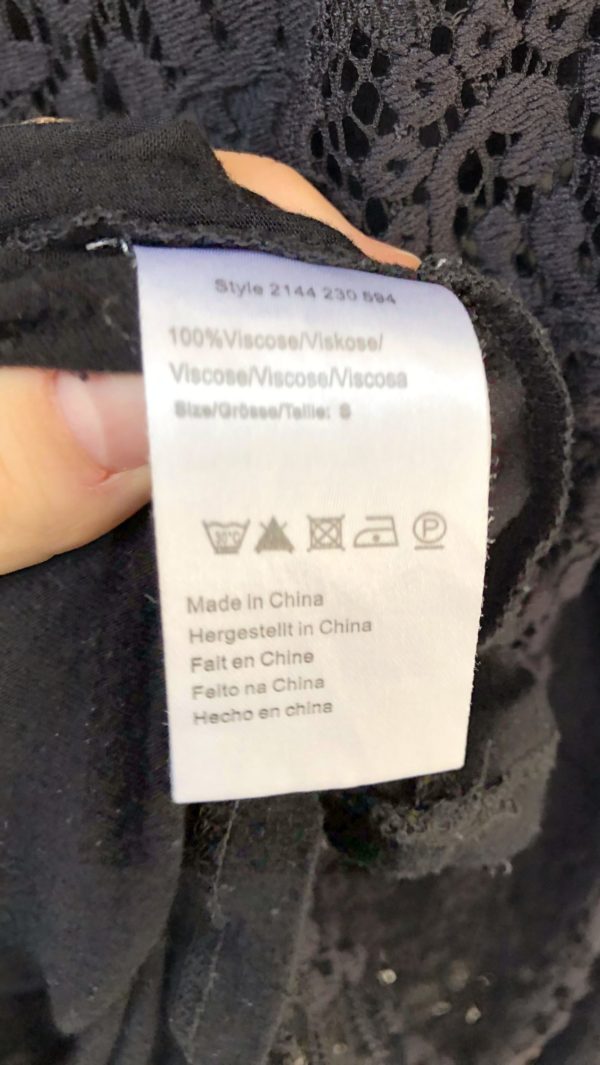 Style 2144 230 594
100%Viscose/Viskose/
Viscose/Viscose/Viscosa
Size/Grösse/Taille: S
30°C
P
Made in China
Hergestellt in China
Fait en Chine
Feito na China
Hecho en china